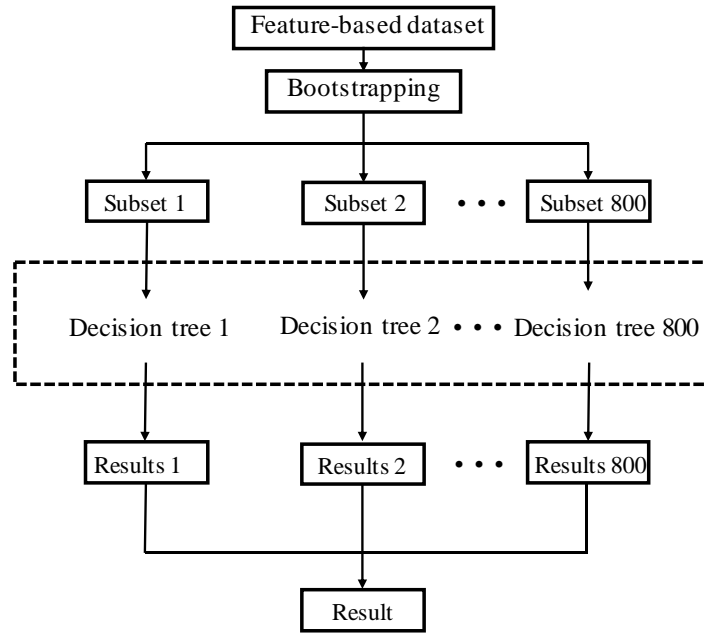 Feature-based dataset
Bootstrapping
Subset 1
Subset 2
• • •
Subset 800
Decision tree 1
Decision tree 2
• • •
Decision tree 800
Results 1
Results 2
• • •
Results 800
Result